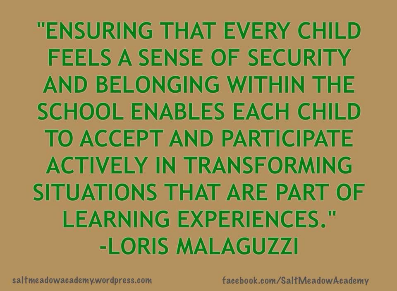 "ENSURING THAT EVERY CHILD
FEELS A SENSE OF SECURITY
AND BELONGING WITHIN THE
SCHOOL ENABLES EACH CHILD
TO ACCEPT AND PARTICIPATE
ACTIVELY IN TRANSFORMING
SITUATIONS THAT ARE PART OF
LEARNING EXPERIENCES."
-LORIS MALAGUZZI
saltmeadowacademy.wordpress.com facebook.com/SaltMeadowAcademy